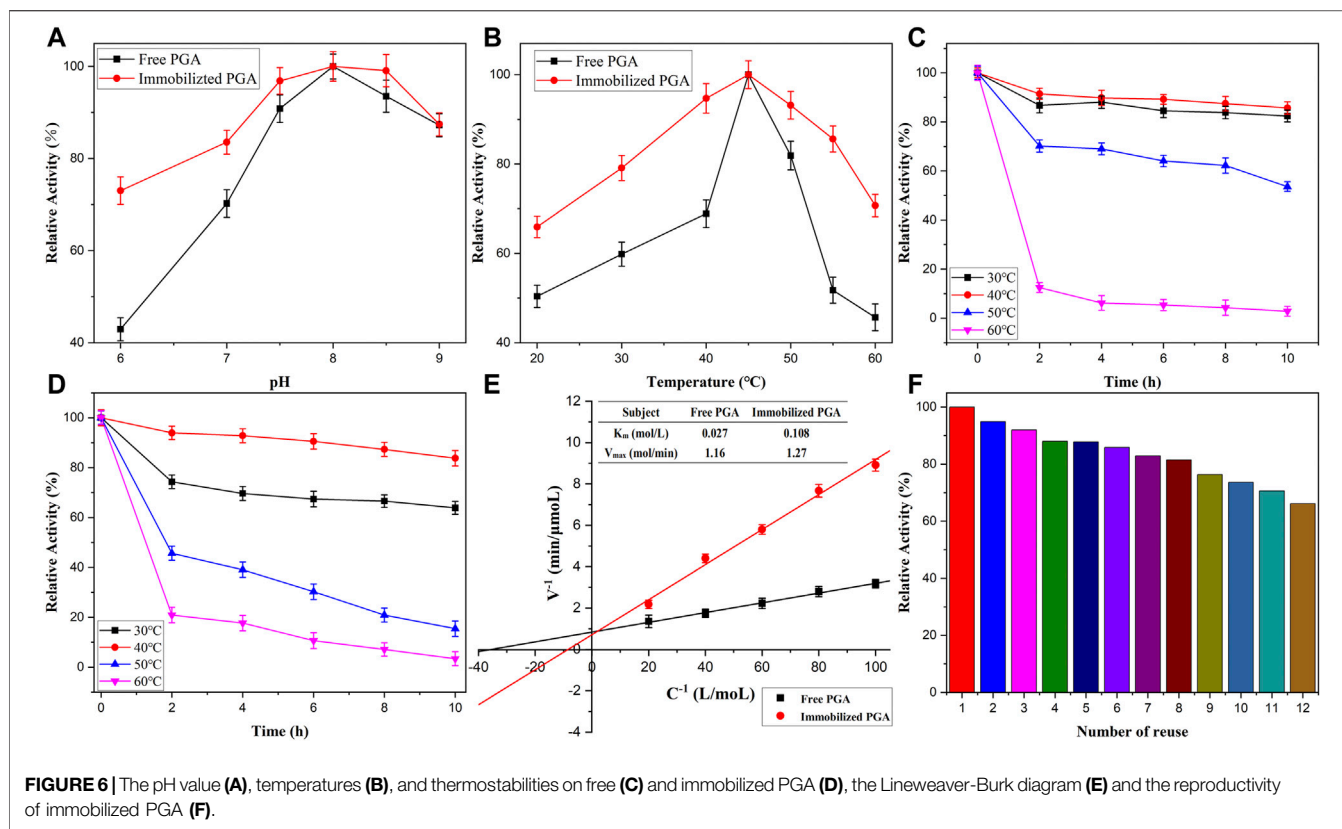 A
Free PGA
Immobilizted PGA
Relative Activity (%)
100
80
60
40
6
7
8
9
pH
B
Free PGA
Immobilized PGA
Relative Activity (%)
100
80
60
40
20
30
40
50
60
Temperature (℃)
C
Relative Activity (%)
100
80
60
40
20
0
30℃
40℃
50℃
60℃
0
2
4
6
8
10
Time (h)
D
Relative Activity (%)
100
80
60
40
20
0
30℃
40℃
50℃
60℃
0
2
4
6
8
10
Time (h)
E
Subject Free PGA Immobilized PGA
Km (mol/L) 0.027 0.108
Vmax (mol/min) 1.16 1.27
V-1 (min/μmoL)
12
10
8
6
4
2
0
-2
-4
-40
-20
0
20
40
60
80
100
C-1 (L/moL)
Free PGA
Immobilized PGA
F
Relative Activity (%)
100
80
60
40
20
0
1
2
3
4
5
6
7
8
9
10
11
12
Number of reuse
FIGURE 6 | The pH value (A), temperatures (B), and thermostabilities on free (C) and immobilized PGA (D), the Lineweaver-Burk diagram (E) and the reproductivity
of immobilized PGA (F).